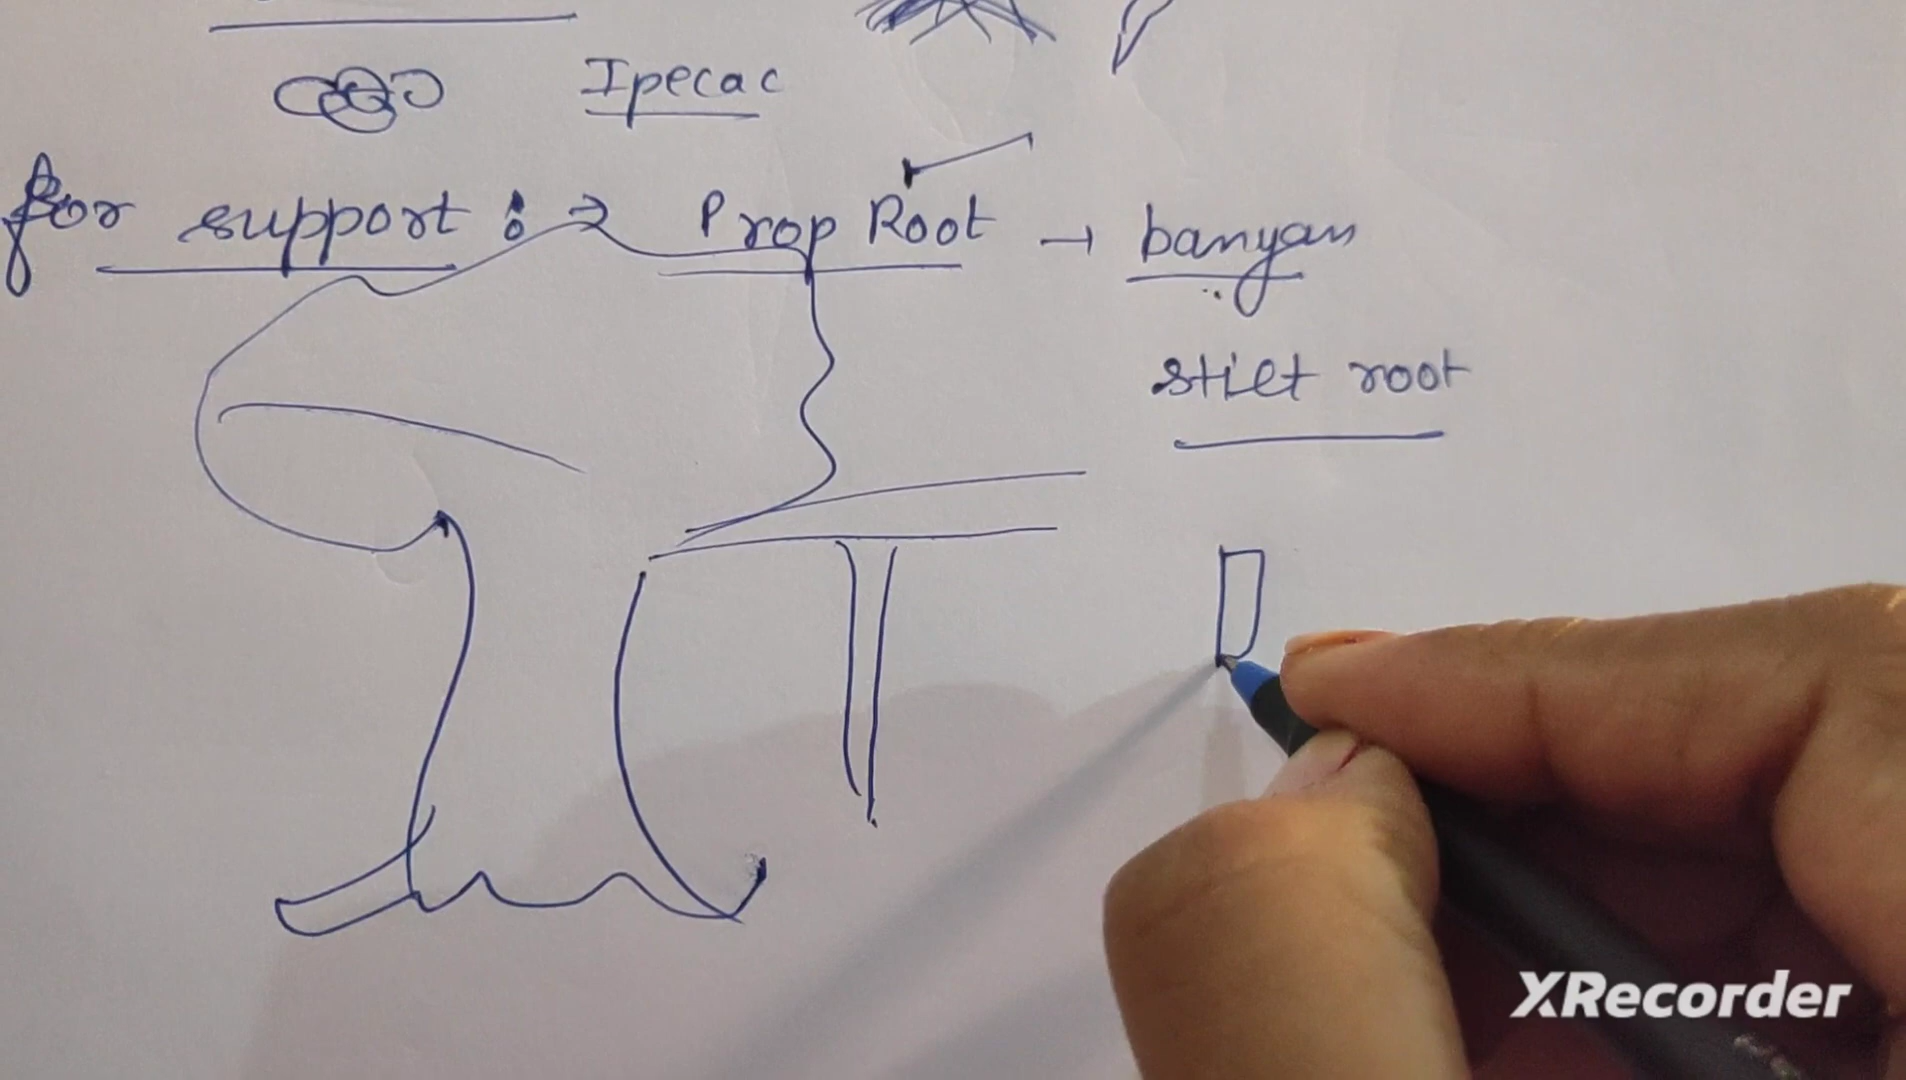 Ipecac
for support : → Prop Root → banyan
stilt root
XRecorder